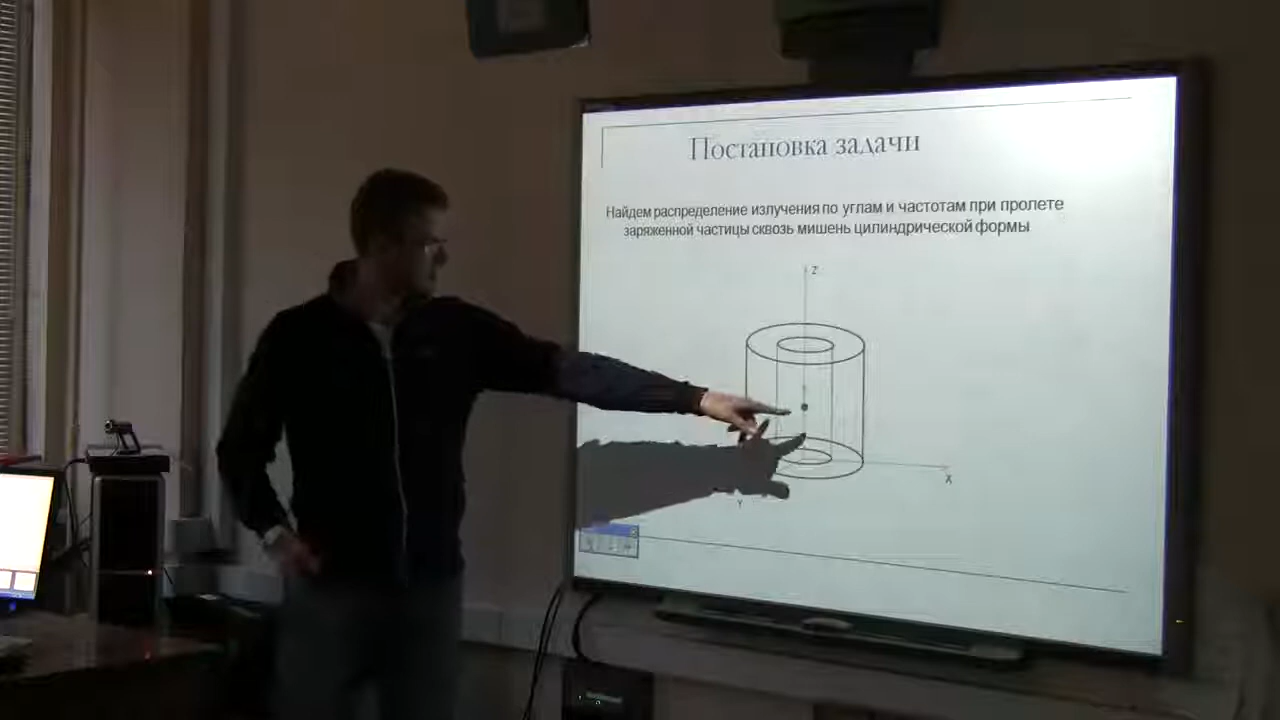 Постановка задачи
Найдем распределение излучения по углам и частотам при пролете
заряженной частицы сквозь мишень цилиндрической формы
Z
X
Y